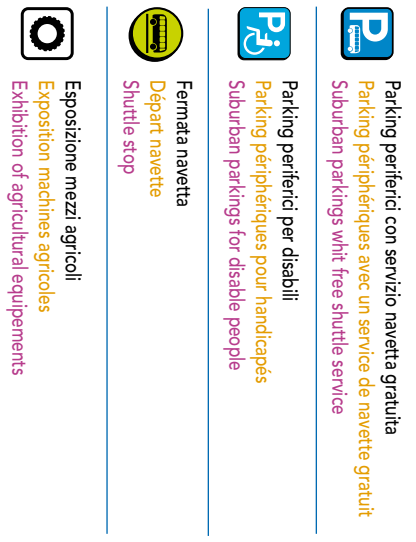 P
Parking periferici con servizio navetta gratuita
Parking périphériques avec un service de navette gratuit
Suburban parkings whit free shuttle service
P
Parking periferici per disabili
Parking périphériques pour handicapés
Suburban parkings for disable people
Fermata navetta
Départ navette
Shuttle stop
Esposizione mezzi agricoli
Exposition machines agricoles
Exhibition of agricultural equipements